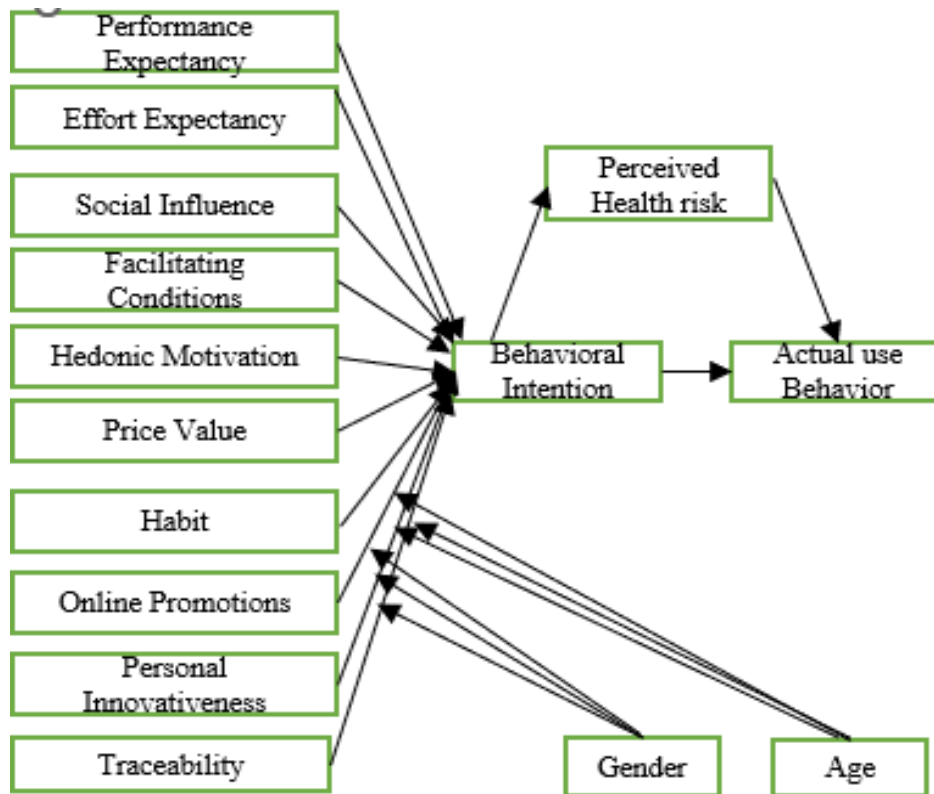 Performance
Expectancy
Effort Expectancy
Social Influence
Facilitating
Conditions
Hedonic Motivation
Price Value
Habit
Online Promotions
Personal
Innovativeness
Traceability
Perceived
Health risk
Behavioral
Intention
Actual use
Behavior
Gender
Age